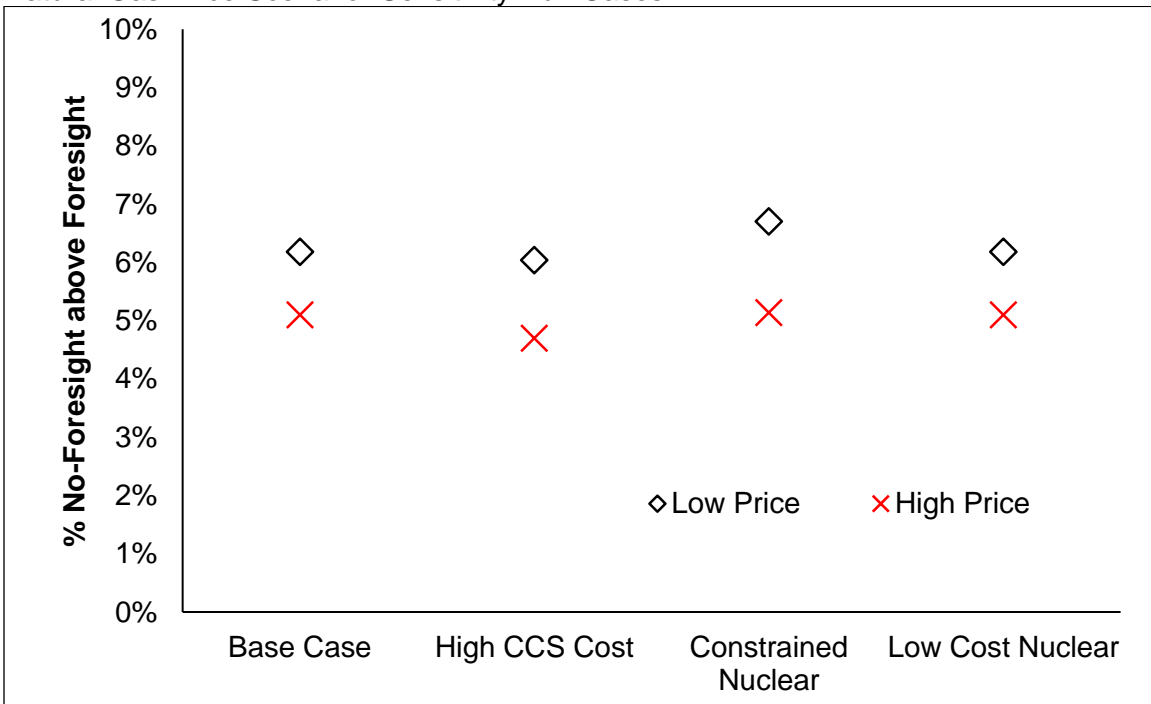 10%
9%
8%
7%
6%
5%
4%
3%
2%
1%
0%
% No-Foresight above Foresight
Low Price
High Price
Base Case
High CCS Cost
Constrained
Nuclear
Low Cost Nuclear